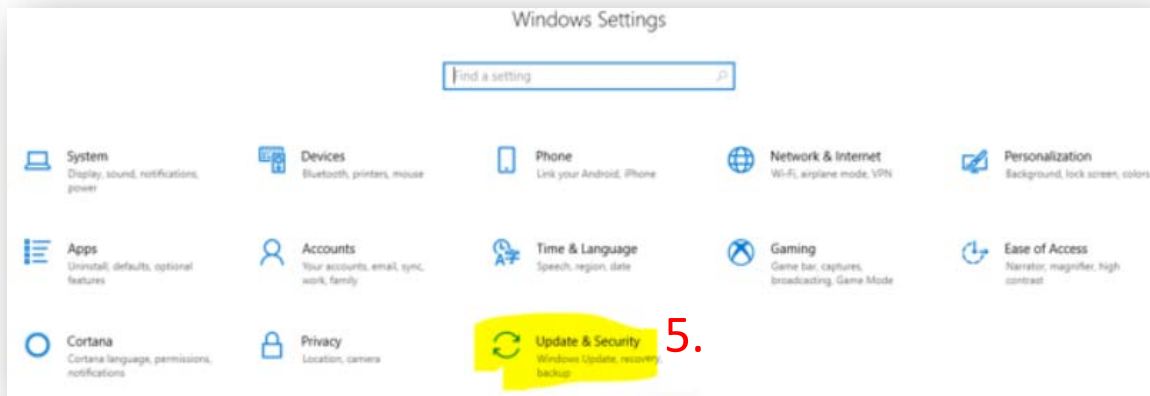 Windows Settings
Find a setting
System
Display, sound, notifications,
power
Devices
Bluetooth, printers, mouse
Phone
Link your Android, iPhone
Network & Internet
Wi-Fi, airplane mode, VPN
Personalization
Background, lock screen, colors
Apps
Uninstall, defaults, optional
features
Accounts
Your accounts, email, sync,
work, family
Time & Language
Speech, region, date
Gaming
Game bar, captures,
broadcasting, Game Mode
Ease of Access
Narrator, magnifier, high
contrast
Cortana
Cortana language, permissions,
notifications
Privacy
Location, camera
Update & Security
Windows Update, recovery,
backup
5.